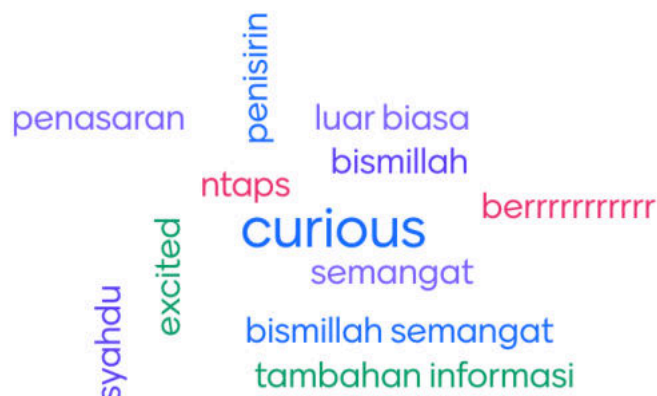 penisirin
penasaran
luar biasa
bismillah
ntaps
berrrrrrrrrrr
curious
excited
semangat
syahdu
bismillah semangat
tambahan informasi